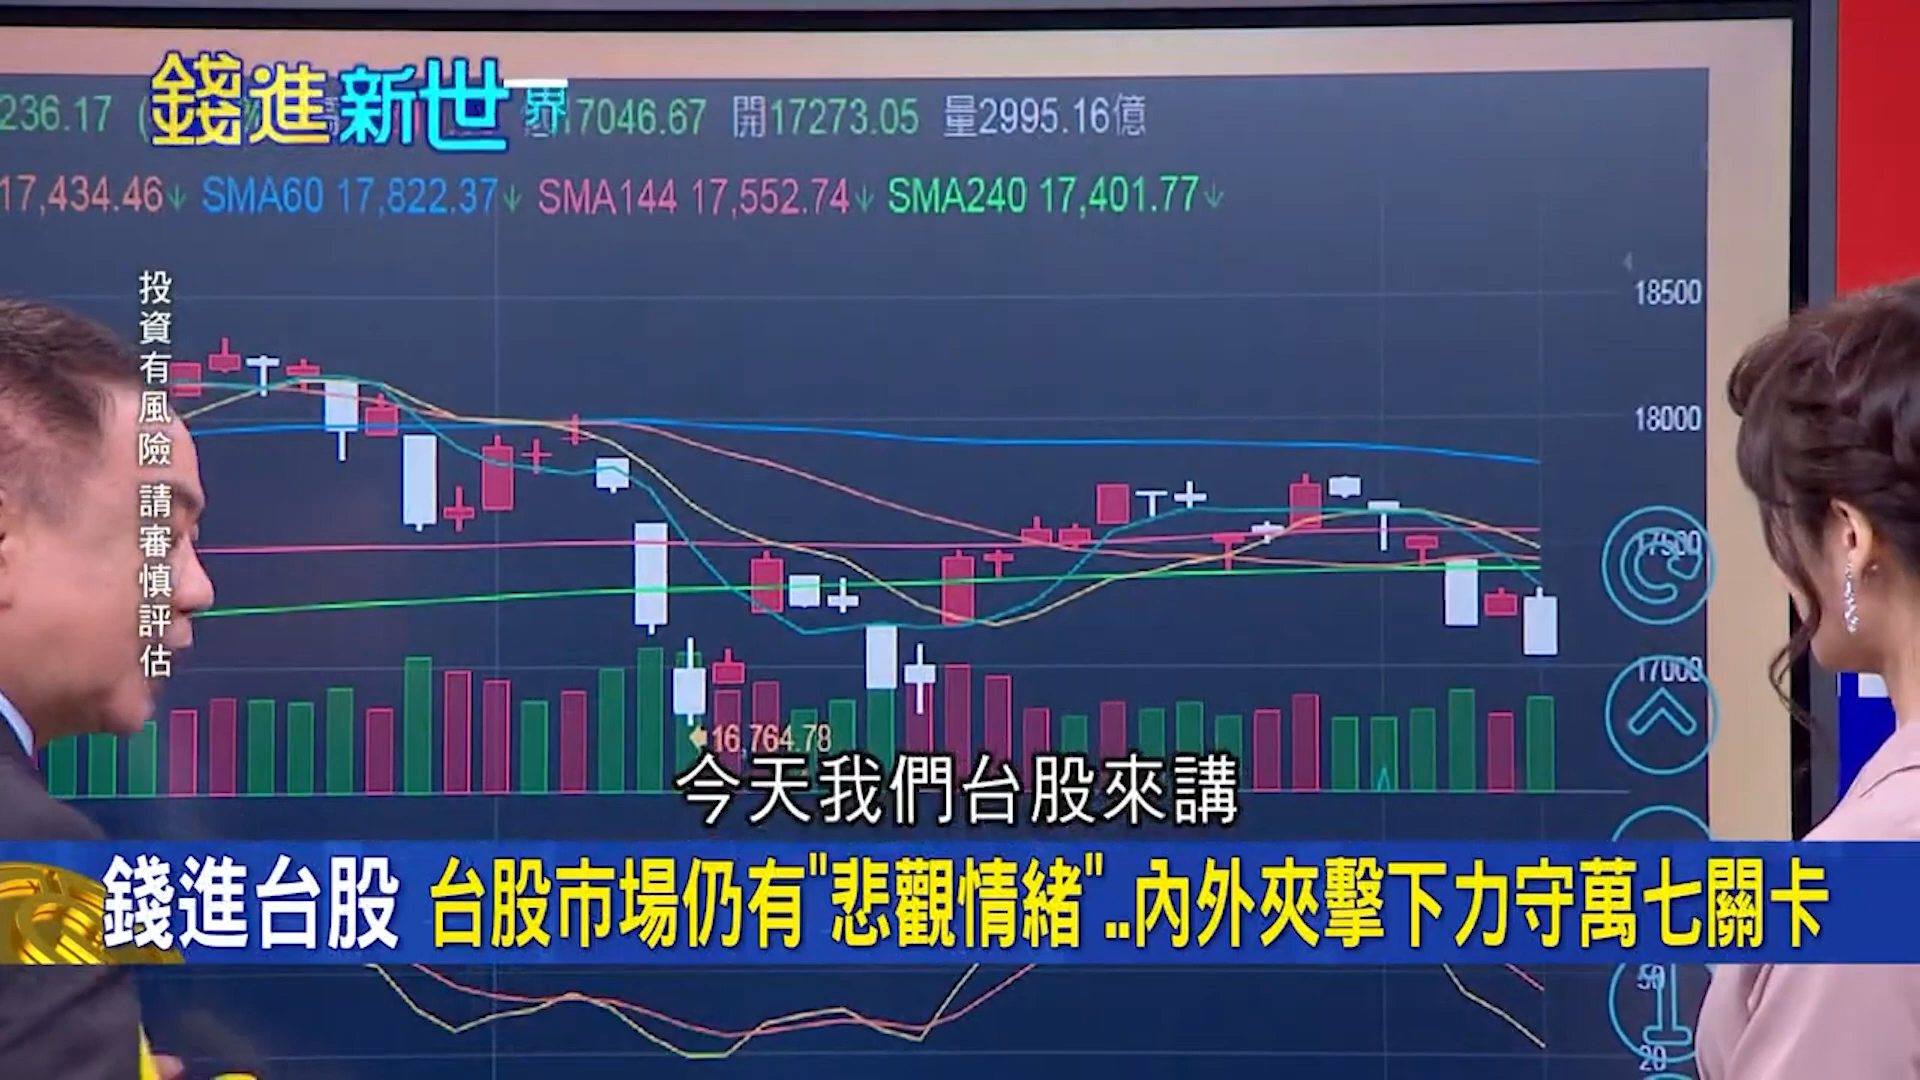 錢進新世界
236.17
7046.67 開17273.05 量2995.16億
17,434.46↓ SMA60 17,822.37↓ SMA144 17,552.74↓ SMA240 17,401.77↓
投資有風險 請審慎評估
18500
18000
17500
17000
16,764.78
今天我們台股來講
錢進台股 台股市場仍有"悲觀情緒"..內外夾擊下力守萬七關卡
50
20